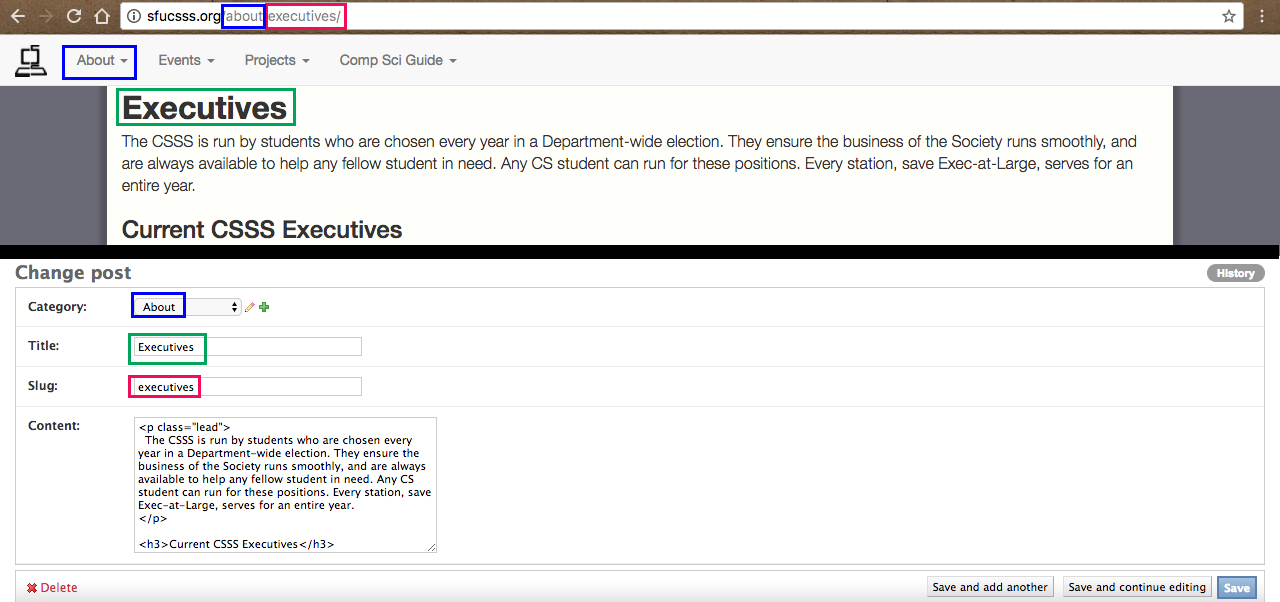 sfucsss.org/about/executives/
About Events Projects Comp Sci Guide
Executives
The CSSS is run by students who are chosen every year in a Department-wide election. They ensure the business of the Society runs smoothly, and
are always available to help any fellow student in need. Any CS student can run for these positions. Every station, save Exec-at-Large, serves for an
entire year.
Current CSSS Executives
Change post
History
Category: About
Title: Executives
Slug: executives
Content: <p class="lead">
The CSSS is run by students who are chosen every
year in a Department-wide election. They ensure the
business of the Society runs smoothly, and are always
available to help any fellow student in need. Any CS
student can run for these positions. Every station, save
Exec-at-Large, serves for an entire year.
</p>
<h3>Current CSSS Executives</h3>
Delete Save and add another Save and continue editing Save